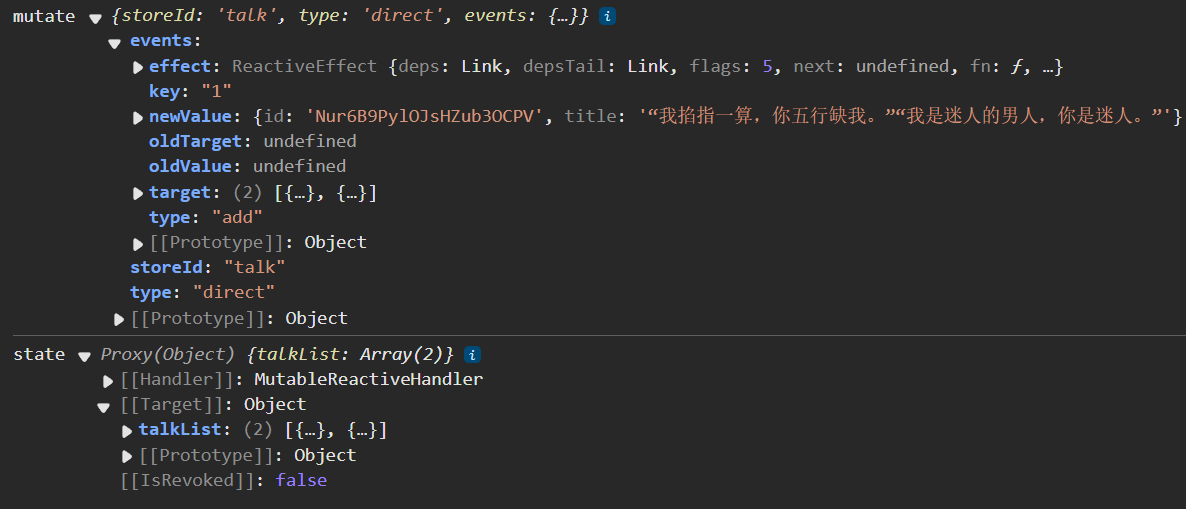 mutate ▼ {storeId: 'talk', type: 'direct', events: {…}} i
▼ events:
▶ effect: ReactiveEffect {deps: Link, depsTail: Link, flags: 5, next: undefined, fn: ƒ, …}
key: "1"
▶ newValue: {id: 'Nur6B9PylOJsHZub3OCPV', title: '“我掐指一算，你五行缺我。”“我是迷人的男人，你是迷人。”'}
oldTarget: undefined
oldValue: undefined
▶ target: (2) [{…}, {…}]
type: "add"
▶ [[Prototype]]: Object
storeId: "talk"
type: "direct"
▶ [[Prototype]]: Object
state ▼ Proxy(Object) {talkList: Array(2)} i
▶ [[Handler]]: MutableReactiveHandler
▼ [[Target]]: Object
▶ talkList: (2) [{…}, {…}]
▶ [[Prototype]]: Object
[[IsRevoked]]: false